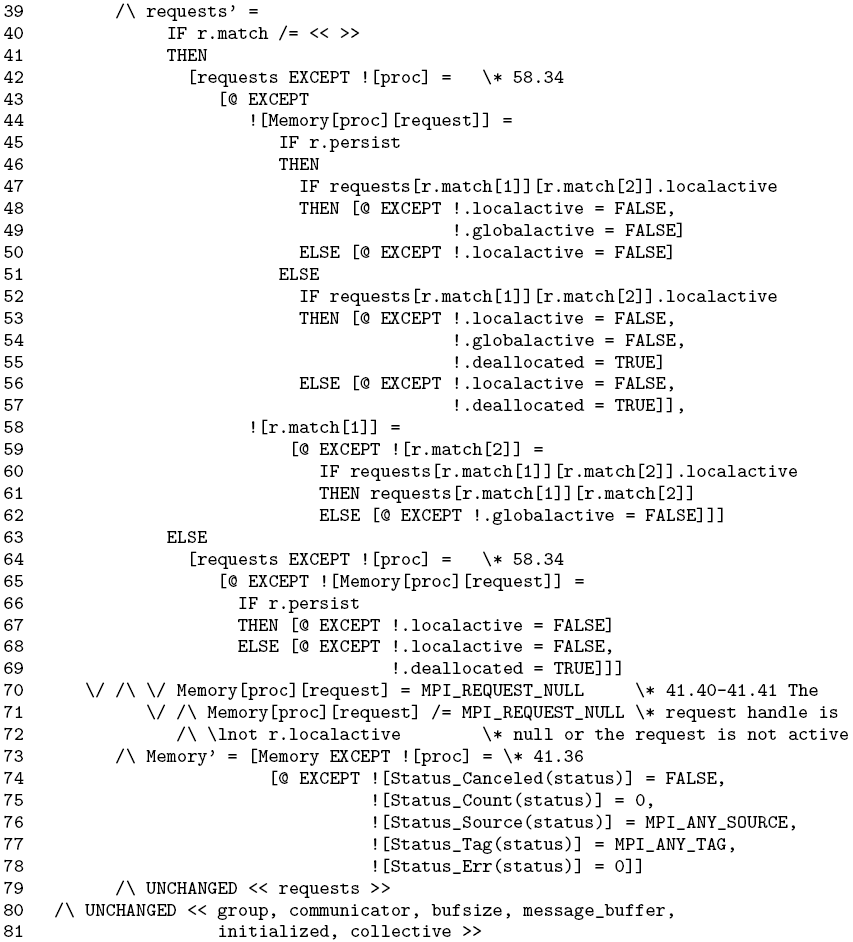 39         /\ requests' =
40              IF r.match /= << >>
41              THEN
42                [requests EXCEPT ![proc] =   \* 58.34
43                   [@ EXCEPT
44                      ![Memory[proc][request]] =
45                         IF r.persist
46                         THEN
47                           IF requests[r.match[1]][r.match[2]].localactive
48                           THEN [@ EXCEPT !.localactive = FALSE,
49                                          !.globalactive = FALSE]
50                           ELSE [@ EXCEPT !.localactive = FALSE]
51                         ELSE
52                           IF requests[r.match[1]][r.match[2]].localactive
53                           THEN [@ EXCEPT !.localactive = FALSE,
54                                          !.globalactive = FALSE,
55                                          !.deallocated = TRUE]
56                           ELSE [@ EXCEPT !.localactive = FALSE,
57                                          !.deallocated = TRUE]],
58                      ![r.match[1]] =
59                          [@ EXCEPT ![r.match[2]] =
60                             IF requests[r.match[1]][r.match[2]].localactive
61                             THEN requests[r.match[1]][r.match[2]]
62                             ELSE [@ EXCEPT !.globalactive = FALSE]]]
63              ELSE
64                [requests EXCEPT ![proc] =   \* 58.34
65                   [@ EXCEPT ![Memory[proc][request]] =
66                     IF r.persist
67                     THEN [@ EXCEPT !.localactive = FALSE]
68                     ELSE [@ EXCEPT !.localactive = FALSE,
69                                    !.deallocated = TRUE]]]
70      \/ /\ \/ Memory[proc][request] = MPI_REQUEST_NULL     \* 41.40-41.41 The
71            \/ /\ Memory[proc][request] /= MPI_REQUEST_NULL \* request handle is
72               /\ \lnot r.localactive        \* null or the request is not active
73         /\ Memory' = [Memory EXCEPT ![proc] = \* 41.36
74                        [@ EXCEPT ![Status_Canceled(status)] = FALSE,
75                                  ![Status_Count(status)] = 0,
76                                  ![Status_Source(status)] = MPI_ANY_SOURCE,
77                                  ![Status_Tag(status)] = MPI_ANY_TAG,
78                                  ![Status_Err(status)] = 0]]
79         /\ UNCHANGED << requests >>
80   /\ UNCHANGED << group, communicator, bufsize, message_buffer,
81                   initialized, collective >>